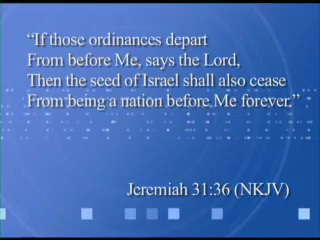 “If those ordinances depart
From before Me, says the Lord,
Then the seed of Israel shall also cease
From being a nation before Me forever.”
Jeremiah 31:36 (NKJV)